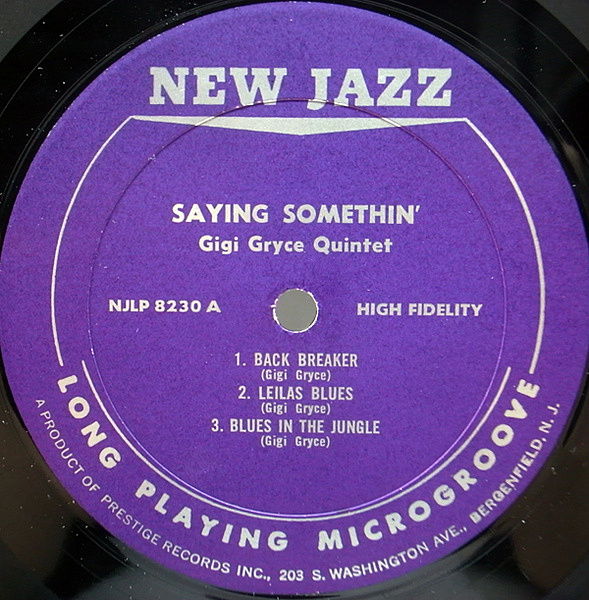 NEW JAZZ
SAYING SOMETHIN'
Gigi Gryce Quintet
NJLP 8230 A
HIGH FIDELITY
1. BACK BREAKER
(Gigi Gryce)
2. LEILAS BLUES
(Gigi Gryce)
3. BLUES IN THE JUNGLE
(Gigi Gryce)
LONG PLAYING MICROGROOVE
A PRODUCT OF PRESTIGE RECORDS INC., 203 S. WASHINGTON AVE., BERGENFIELD, N. J.